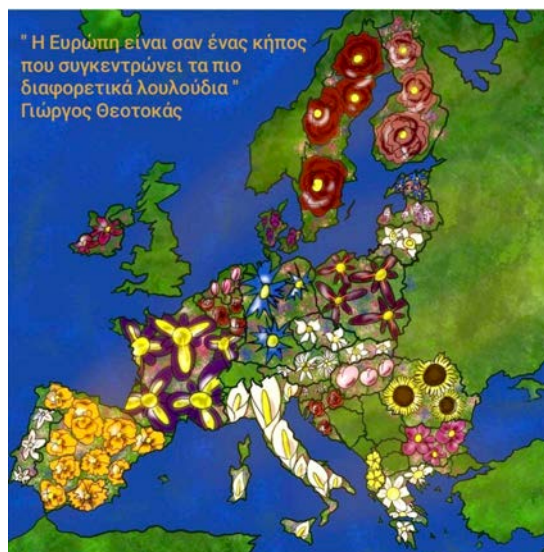 " Η Ευρώπη είναι σαν ένας κήπος
που συγκεντρώνει τα πιο
διαφορετικά λουλούδια "
Γιώργος Θεοτοκάς